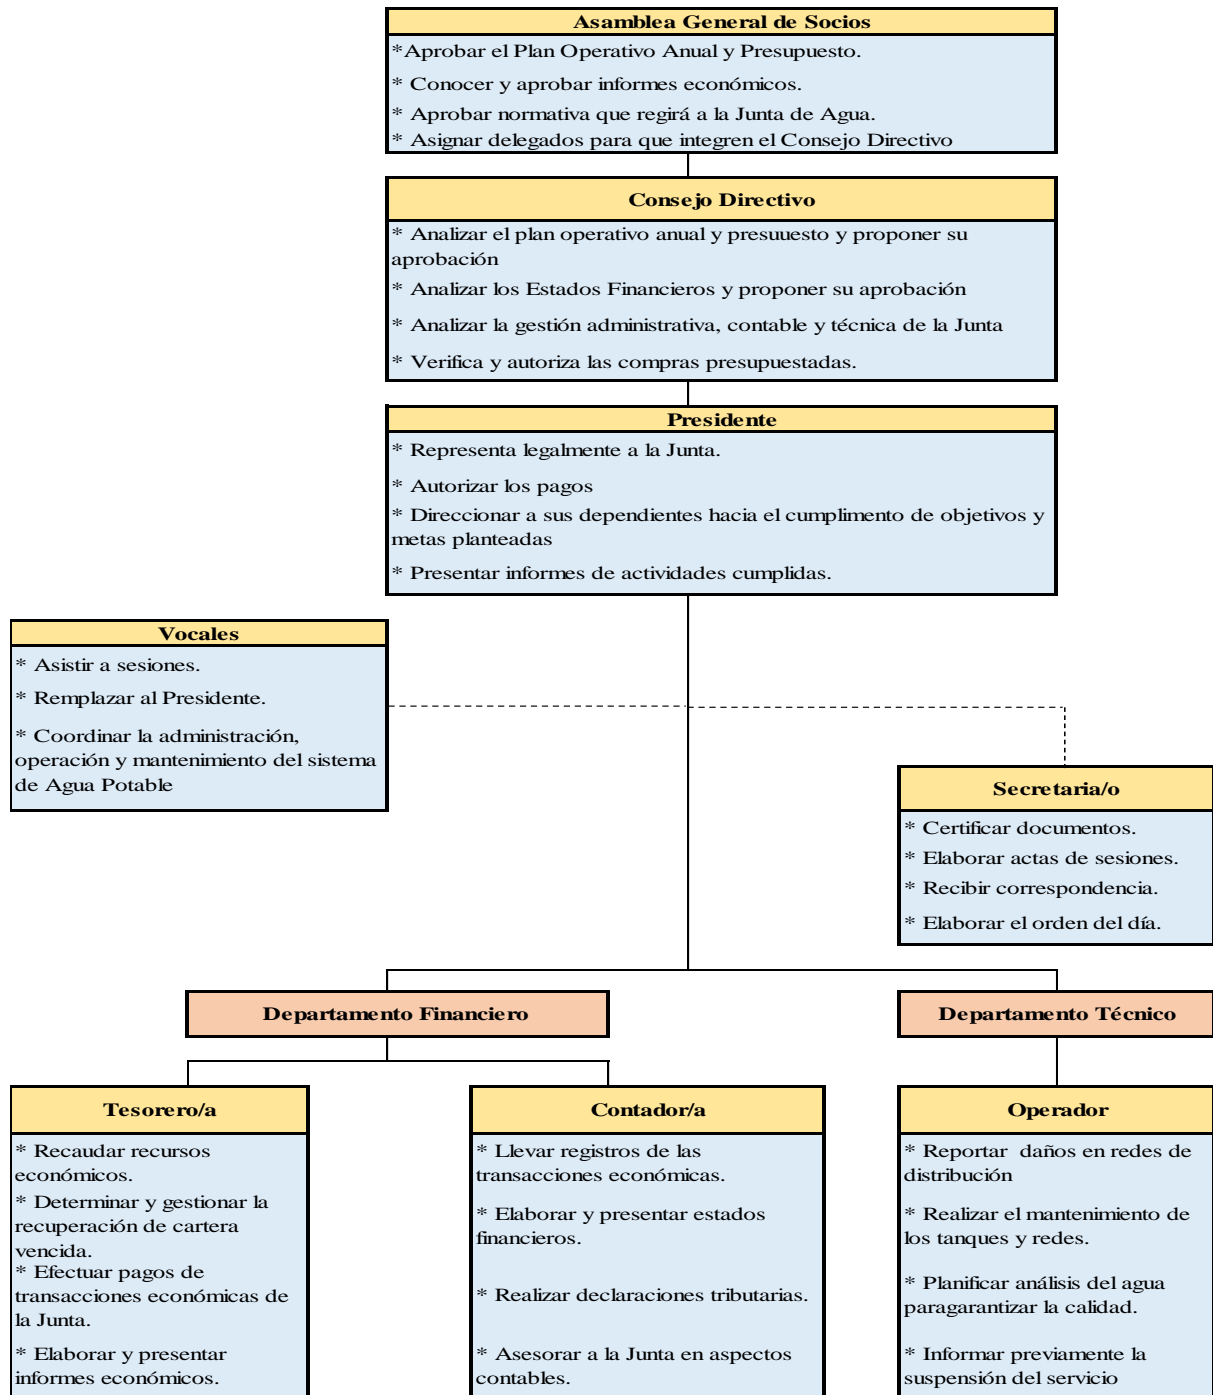 Asamblea General de Socios
*Aprobar el Plan Operativo Anual y Presupuesto.
* Conocer y aprobar informes económicos.
* Aprobar normativa que regirá a la Junta de Agua.
* Asignar delegados para que integren el Consejo Directivo
Consejo Directivo
* Analizar el plan operativo anual y presuuesto y proponer su
aprobación
* Analizar los Estados Financieros y proponer su aprobación
* Analizar la gestión administrativa, contable y técnica de la Junta
* Verifica y autoriza las compras presupuestadas.
Presidente
* Representa legalmente a la Junta.
* Autorizar los pagos
* Direccionar a sus dependientes hacia el cumplimento de objetivos y
metas planteadas
* Presentar informes de actividades cumplidas.
Vocales
* Asistir a sesiones.
* Remplazar al Presidente.
* Coordinar la administración,
operación y mantenimiento del sistema
de Agua Potable
Secretaria/o
* Certificar documentos.
* Elaborar actas de sesiones.
* Recibir correspondencia.
* Elaborar el orden del día.
Departamento Financiero
Departamento Técnico
Tesorero/a
* Recaudar recursos
económicos.
* Determinar y gestionar la
recuperación de cartera
vencida.
* Efectuar pagos de
transacciones económicas de
la Junta.
* Elaborar y presentar
informes económicos.
Contador/a
* Llevar registros de las
transacciones económicas.
* Elaborar y presentar estados
financieros.
* Realizar declaraciones tributarias.
* Asesorar a la Junta en aspectos
contables.
Operador
* Reportar  daños en redes de
distribución
* Realizar el mantenimiento de
los tanques y redes.
* Planificar análisis del agua
paragarantizar la calidad.
* Informar previamente la
suspensión del servicio